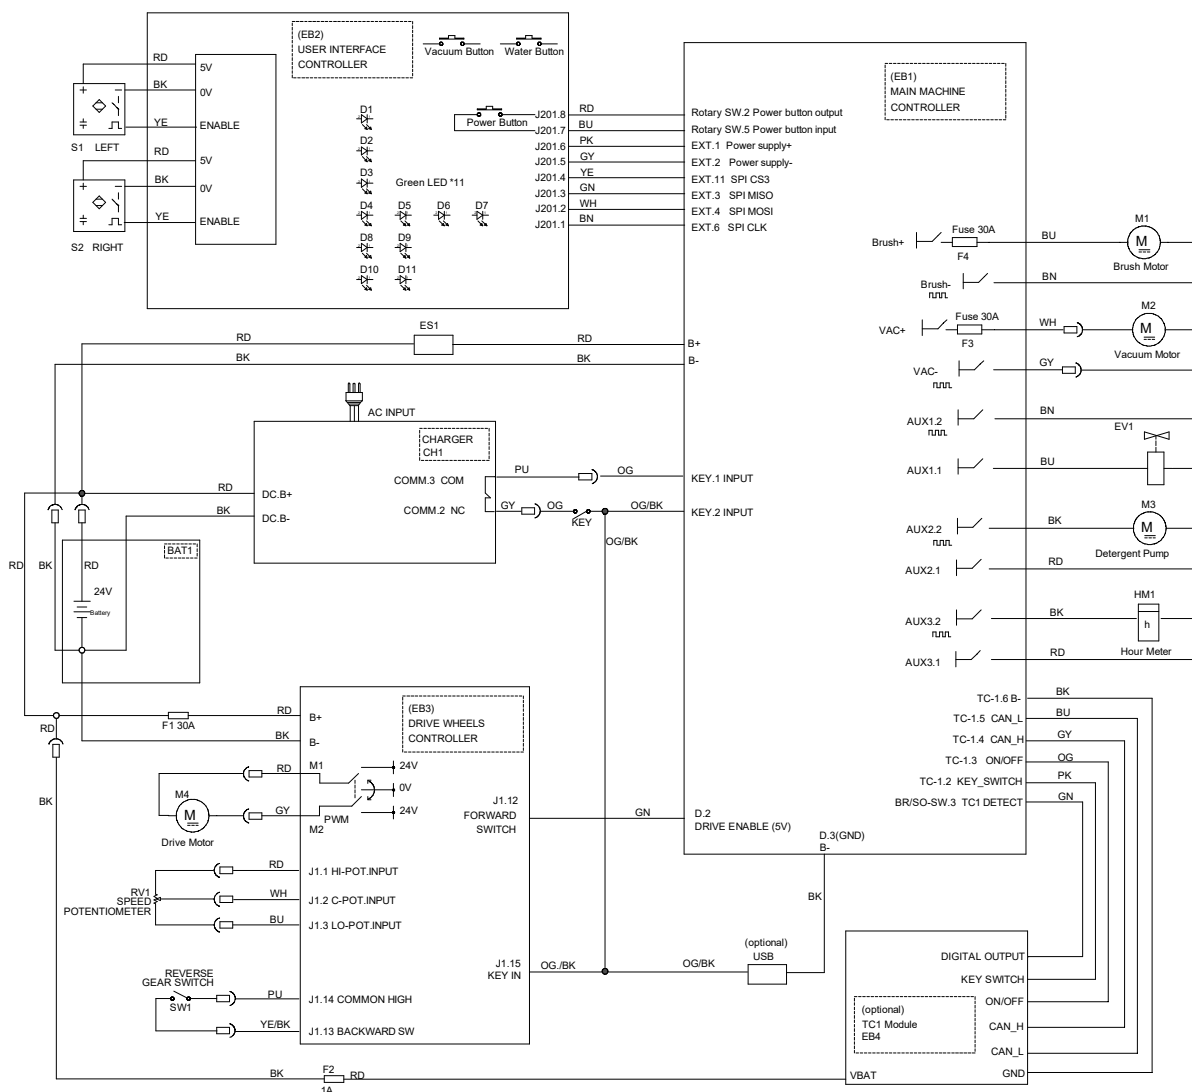 (EB2)
USER INTERFACE
CONTROLLER
Vacuum Button
Water Button
Power Button
RD
5V
BK
0V
YE
ENABLE
S1 LEFT
RD
5V
BK
0V
YE
ENABLE
S2 RIGHT
D1
D2
D3
Green LED *11
D4
D5
D6
D7
D8
D9
D10
D11
J201.8
J201.7
J201.6
J201.5
J201.4
J201.3
J201.2
J201.1
RD
BU
PK
GY
YE
GN
WH
BN
(EB1)
MAIN MACHINE
CONTROLLER
Rotary SW.2 Power button output
Rotary SW.5 Power button input
EXT.1 Power supply+
EXT.2 Power supply-
EXT.11 SPI CS3
EXT.3 SPI MISO
EXT.4 SPI MOSI
EXT.6 SPI CLK
Brush+
Fuse 30A
F4
BU
M1
M
Brush Motor
Brush-
BN
VAC+
Fuse 30A
F3
WH
M2
M
Vacuum Motor
VAC-
GY
AUX1.2
BN
EV1
AUX1.1
BU
AUX2.2
BK
M3
M
Detergent Pump
AUX2.1
RD
AUX3.2
BK
HM1
h
Hour Meter
AUX3.1
RD
RD
ES1
RD
B+
BK
BK
B-
AC INPUT
CHARGER
CH1
COMM.3 COM
PU
OG
KEY.1 INPUT
COMM.2 NC
GY
OG
KEY
OG/BK
KEY.2 INPUT
OG/BK
RD
DC.B+
BK
DC.B-
BAT1
RD
BK
RD
24V
Battery
RD
F1 30A
RD
B+
BK
B-
(EB3)
DRIVE WHEELS
CONTROLLER
M1
24V
0V
24V
PWM
M2
RD
GY
M4
M
Drive Motor
J1.12
FORWARD
SWITCH
GN
D.2
DRIVE ENABLE (5V)
D.3(GND)
B-
BK
RD
J1.1 HI-POT.INPUT
WH
J1.2 C-POT.INPUT
BU
J1.3 LO-POT.INPUT
RV1
SPEED
POTENTIOMETER
J1.15
KEY IN
OG./BK
OG/BK
(optional)
USB
REVERSE
GEAR SWITCH
SW1
PU
J1.14 COMMON HIGH
YE/BK
J1.13 BACKWARD SW
BK
BK
F2
1A
RD
TC-1.6 B-
BK
TC-1.5 CAN_L
BU
TC-1.4 CAN_H
GY
TC-1.3 ON/OFF
OG
TC-1.2 KEY_SWITCH
PK
BR/SO-SW.3 TC1 DETECT
GN
DIGITAL OUTPUT
KEY SWITCH
ON/OFF
CAN_H
CAN_L
GND
VBAT
(optional)
TC1 Module
EB4